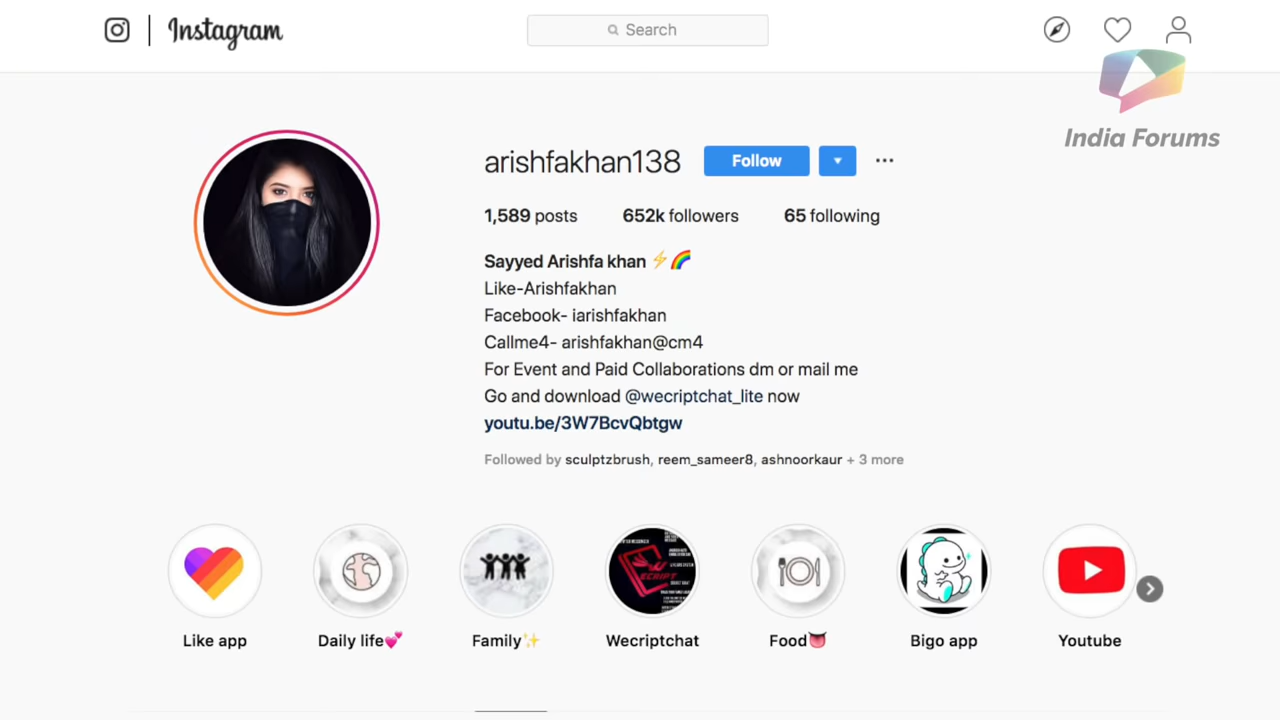 Instagram
Search
India Forums
arishfakhan138 Follow ...
1,589 posts 652k followers 65 following
Sayyed Arishfa khan ⚡🌈
Like-Arishfakhan
Facebook- iarishfakhan
Callme4- arishfakhan@cm4
For Event and Paid Collaborations dm or mail me
Go and download @wecriptchat_lite now
youtu.be/3W7BcvQbtgw
Followed by sculptzbrush, reem_sameer8, ashnoorkaur + 3 more
Like app Daily life💕 Family✨ Wecriptchat Food👅 Bigo app Youtube